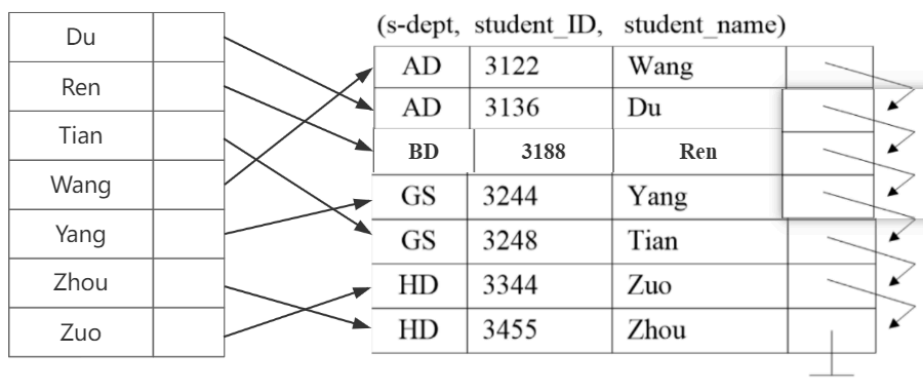 Du
Ren
Tian
Wang
Yang
Zhou
Zuo
(s-dept, student_ID, student_name)
AD 3122 Wang
AD 3136 Du
BD 3188 Ren
GS 3244 Yang
GS 3248 Tian
HD 3344 Zuo
HD 3455 Zhou